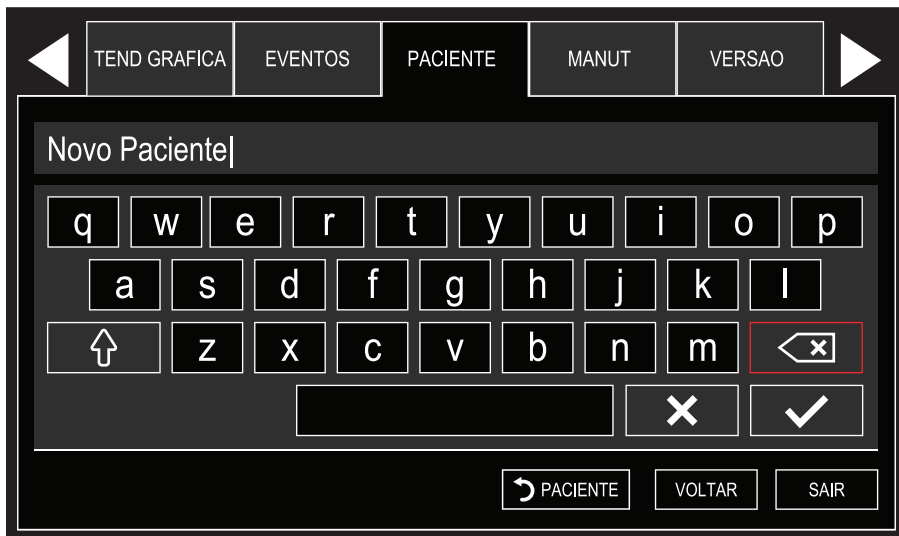 TEND GRAFICA EVENTOS PACIENTE MANUT VERSAO
Novo Paciente
q w e r t y u i o p
a s d f g h j k l
z x c v b n m
PACIENTE VOLTAR SAIR